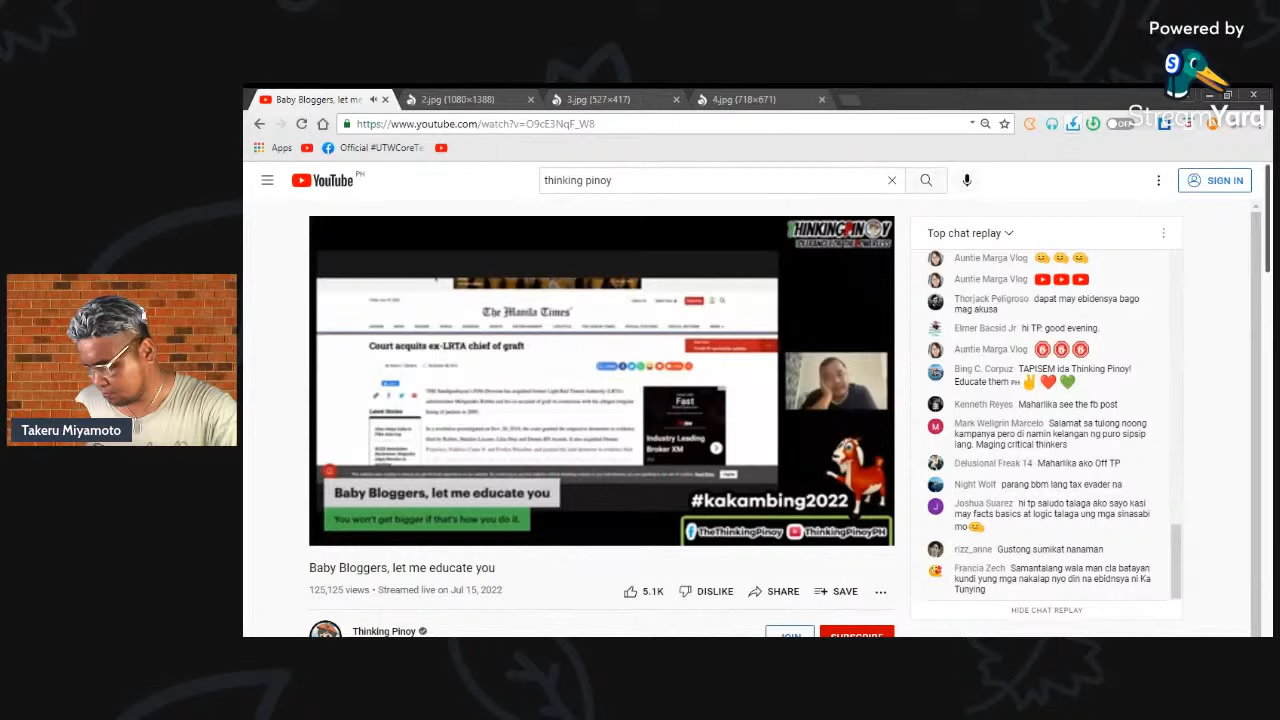 Powered by
StreamYard
Baby Bloggers, let me
2.jpg (1080×1388)
3.jpg (527×417)
4.jpg (718×671)
https://www.youtube.com/watch?v=O9cE3NqF_W8
OFF
Apps
Official #UTWCoreTe
YouTube PH
thinking pinoy
SIGN IN
THINKINGPINOY
The Manila Times
Court acquits ex-LRTA chief of graft
Latest Stories
Fast
Industry Leading
Broker XM
Baby Bloggers, let me educate you
You won't get bigger if that's how you do it.
#kakambing2022
TheThinkingPinoy
ThinkingPinoyPH
Takeru Miyamoto
Top chat replay
Auntie Marga Vlog
Auntie Marga Vlog
Thorjack Peligroso dapat may ebidensya bago
mag akusa
Elmer Bacsid Jr hi TP good evening.
Auntie Marga Vlog
Bing C. Corpuz TAPISEM ida Thinking Pinoy!
Educate them PH
Kenneth Reyes Maharlika see the fb post
Mark Weligrin Marcelo Salamat sa tulong noong
kampanya pero di namin kelangan ng puro sipsip
lang. Maging critical thinkers
Delusional Freak 14 Maharlika ako Off TP
Night Wolf parang bbm lang tax evader na
Joshua Suarez hi tp saludo talaga ako sayo kasi
may facts basics at logic talaga ung mga sinasabi
mo
rizz_anne Gustong sumikat nanaman
Francia Zech Samantalang wala man cla batayan
kundi yung mga nakalap nyo din na ebidnsya ni Ka
Tunying
HIDE CHAT REPLAY
Baby Bloggers, let me educate you
125,125 views • Streamed live on Jul 15, 2022
5.1K
DISLIKE
SHARE
SAVE
Thinking Pinoy
JOIN
SUBSCRIBE